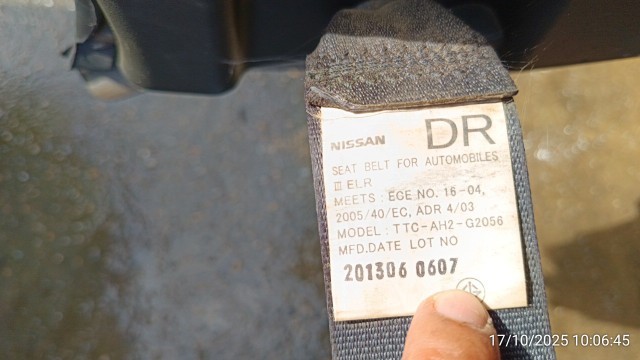 NISSAN DR
SEAT BELT FOR AUTOMOBILES
III ELR
MEETS : ECE NO. 16-04,
2005/40/EC, ADR 4/03
MODEL : TTC-AH2-G2056
MFD.DATE LOT NO
201306 0607
17/10/2025 10:06:45